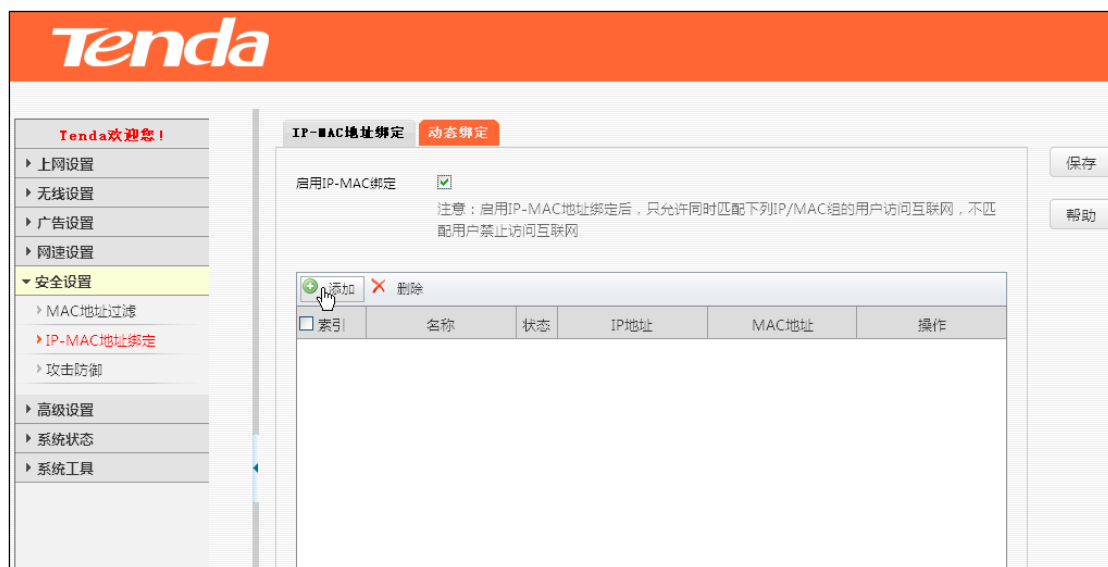 Tenda
Tenda欢迎您！
上网设置
无线设置
广告设置
网速设置
安全设置
MAC地址过滤
IP-MAC地址绑定
攻击防御
高级设置
系统状态
系统工具
IP-MAC地址绑定 动态绑定
启用IP-MAC绑定
注意：启用IP-MAC地址绑定后，只允许同时匹配下列IP/MAC组的用户访问互联网，不匹
配用户禁止访问互联网
添加 删除
索引 名称 状态 IP地址 MAC地址 操作
保存
帮助